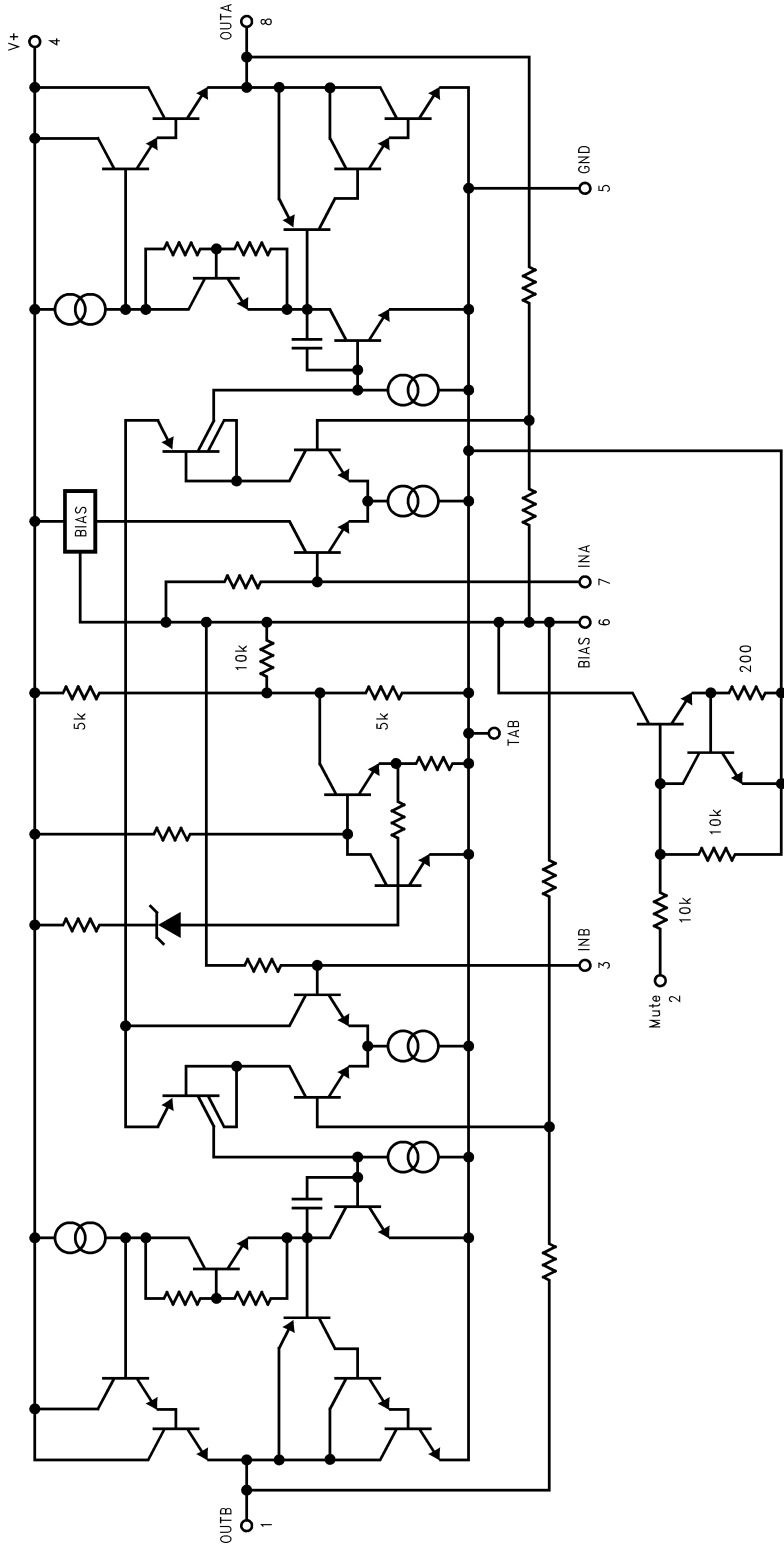 V+
4
OUTA
8
GND
5
BIAS
INA
7
BIAS
6
10k
5k
5k
TAB
200
10k
10k
INB
3
Mute
2
OUTB
1